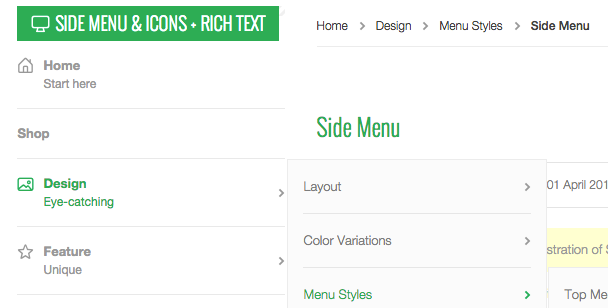 SIDE MENU & ICONS + RICH TEXT
Home
Start here
Shop
Design
Eye-catching
Feature
Unique
Home > Design > Menu Styles > Side Menu
Side Menu
Layout
Color Variations
Menu Styles
01 April 201
stration of S
Top Me